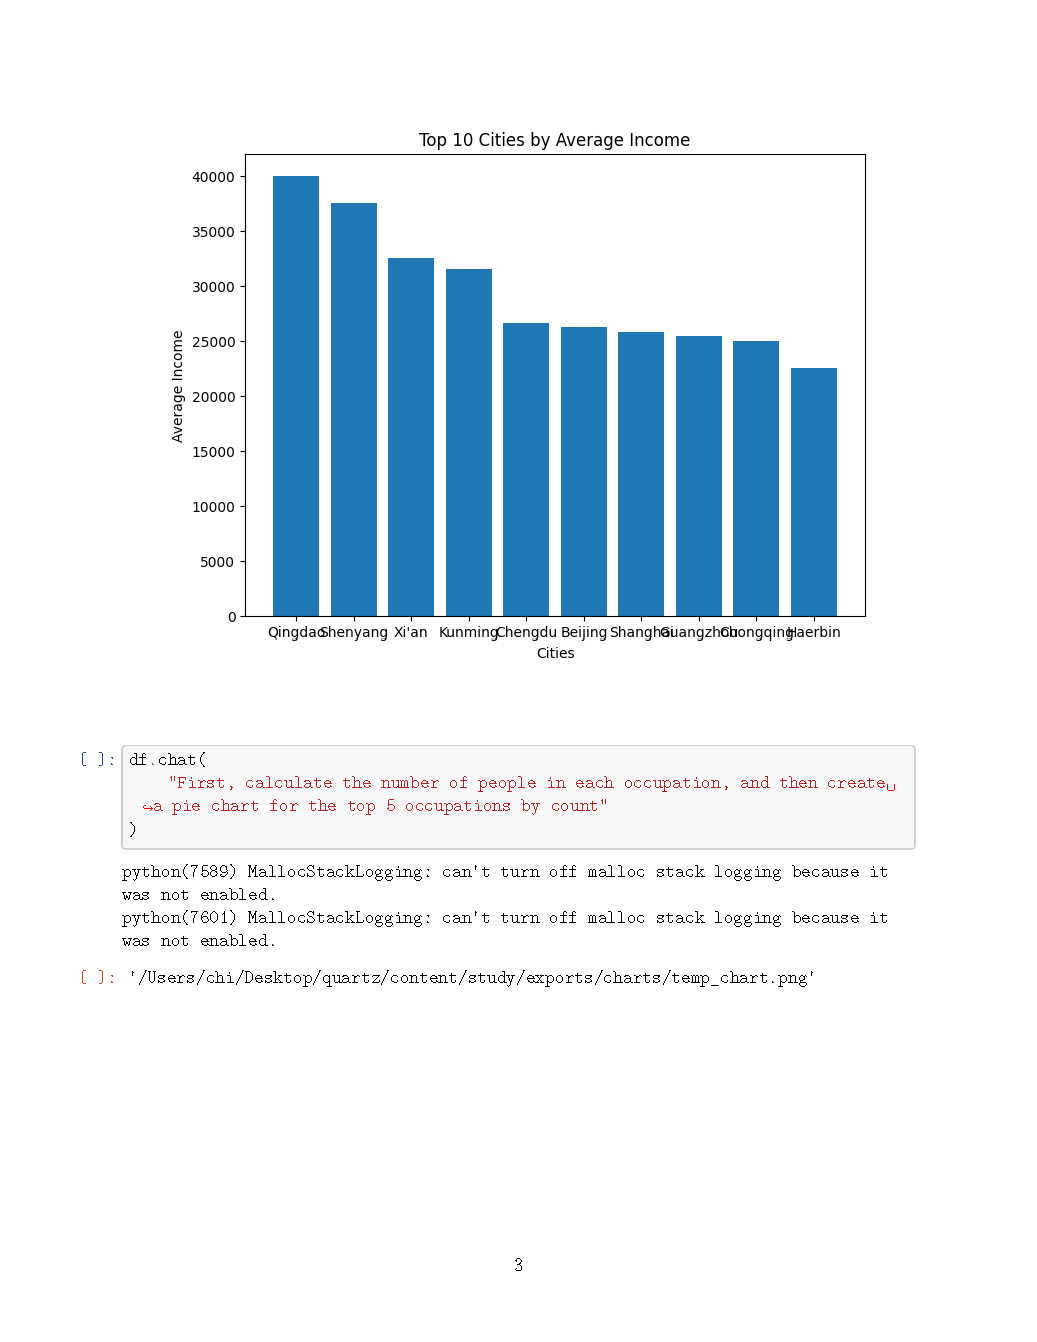 Top 10 Cities by Average Income
40000
35000
30000
25000
20000
15000
10000
5000
0
Average Income
Qingdao Shenyang Xi'an Kunming Chengdu Beijing Shanghai Guangzhou Chongqing Haerbin
Cities
[ ]: df.chat(
"First, calculate the number of people in each occupation, and then create␣
↪a pie chart for the top 5 occupations by count"
)
python(7589) MallocStackLogging: can't turn off malloc stack logging because it
was not enabled.
python(7601) MallocStackLogging: can't turn off malloc stack logging because it
was not enabled.
[ ]: '/Users/chi/Desktop/quartz/content/study/exports/charts/temp_chart.png'
3